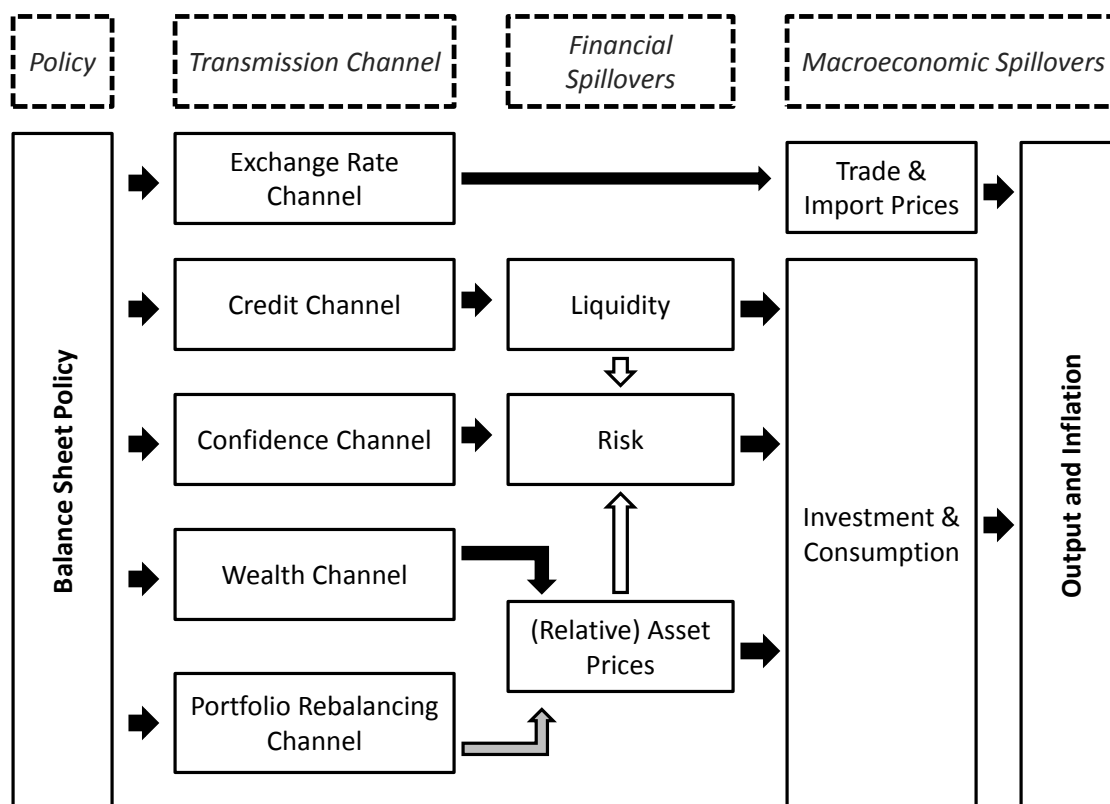 Policy
Transmission Channel
Financial
Spillovers
Macroeconomic Spillovers
Balance Sheet Policy
Exchange Rate
Channel
Trade &
Import Prices
Output and Inflation
Credit Channel
Liquidity
Confidence Channel
Risk
Investment &
Consumption
Wealth Channel
(Relative) Asset
Prices
Portfolio Rebalancing
Channel